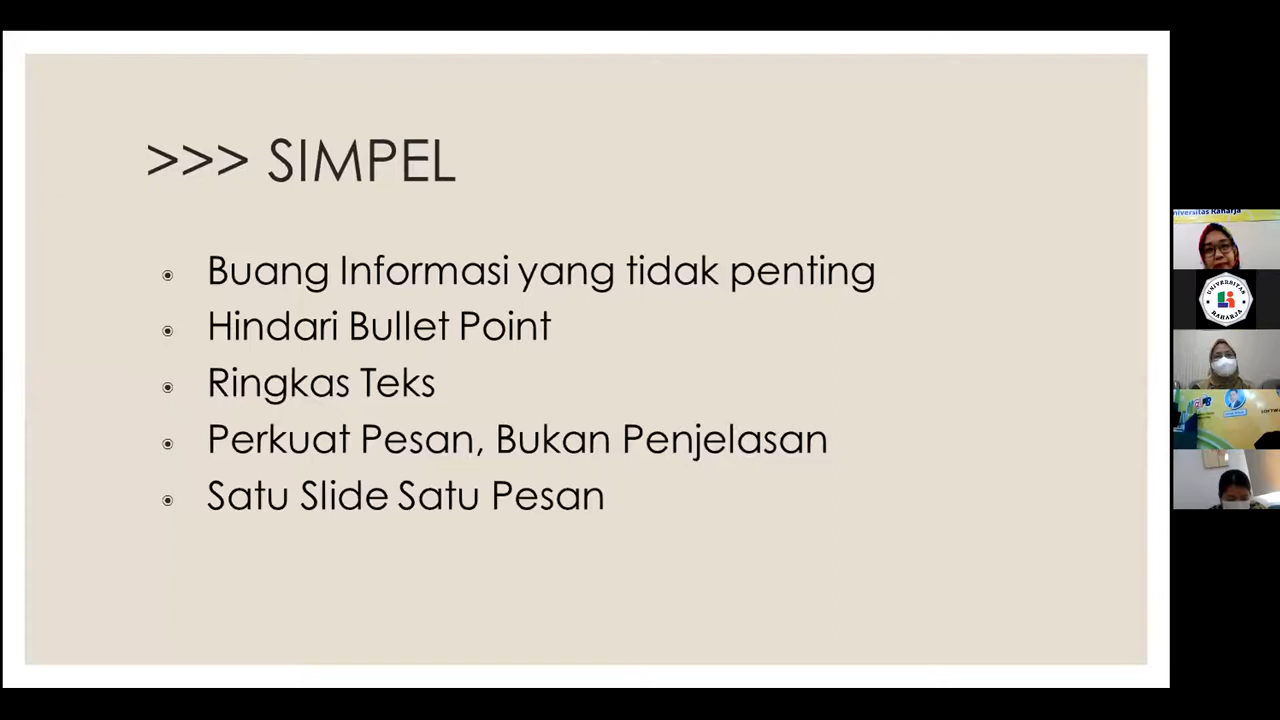 >>> SIMPEL
Buang Informasi yang tidak penting
Hindari Bullet Point
Ringkas Teks
Perkuat Pesan, Bukan Penjelasan
Satu Slide Satu Pesan
Universitas Raharja
UNIVERSITAS
RAHARJA